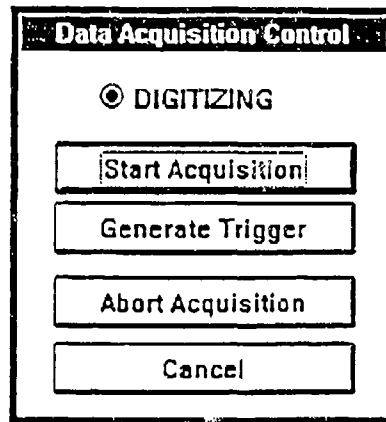 Data Acquisition Control
DIGITIZING
Start Acquisition
Generate Trigger
Abort Acquisition
Cancel